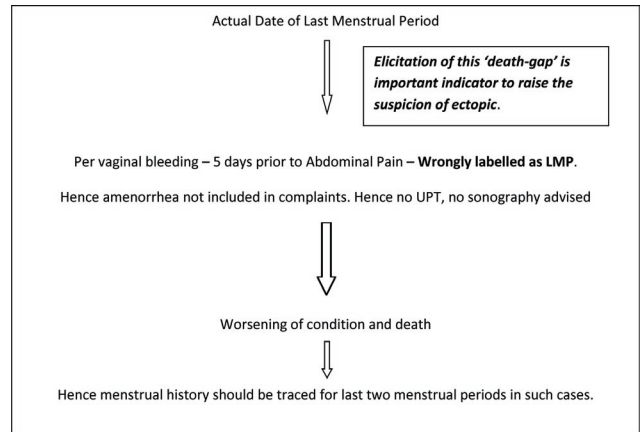 Actual Date of Last Menstrual Period
Elicitation of this ‘death-gap’ is
important indicator to raise the
suspicion of ectopic.
Per vaginal bleeding – 5 days prior to Abdominal Pain – Wrongly labelled as LMP.
Hence amenorrhea not included in complaints. Hence no UPT, no sonography advised
Worsening of condition and death
Hence menstrual history should be traced for last two menstrual periods in such cases.